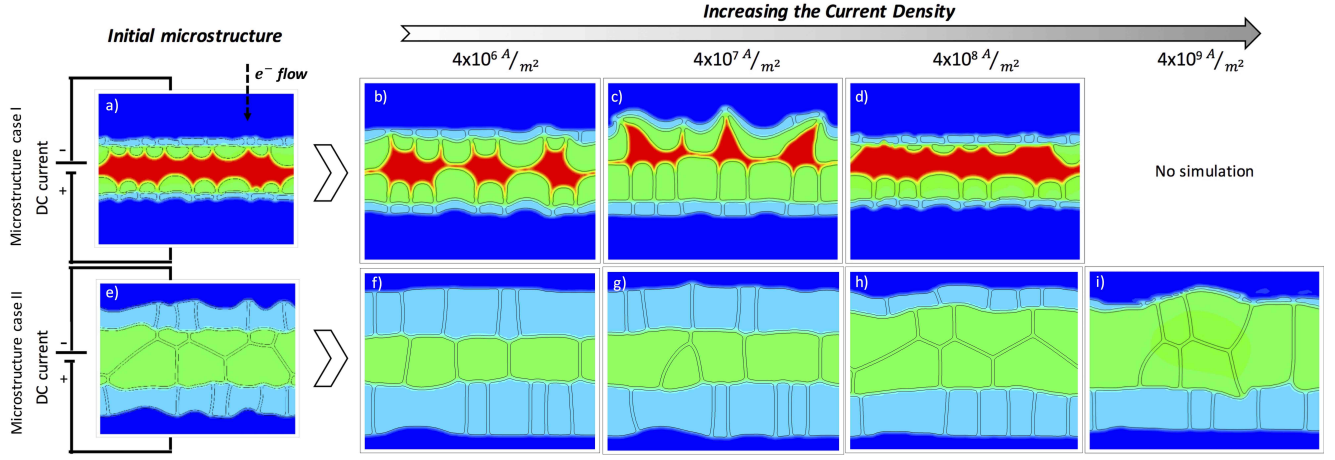 Increasing the Current Density
Initial microstructure
4x10⁶ A/m²
4x10⁷ A/m²
4x10⁸ A/m²
4x10⁹ A/m²
e⁻ flow
Microstructure case I
DC current
-
+
a)
b)
c)
d)
No simulation
Microstructure case II
DC current
-
+
e)
f)
g)
h)
i)